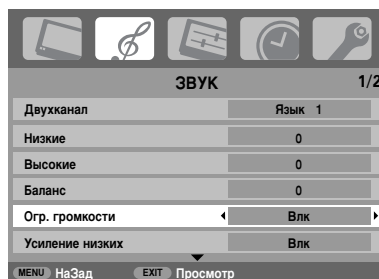 ЗВУК 1/2
Двухканал Язык 1
Низкие 0
Высокие 0
Баланс 0
Огр. громкости Влк
Усиление низких Влк
MENU НаЗад EXIT Просмотр